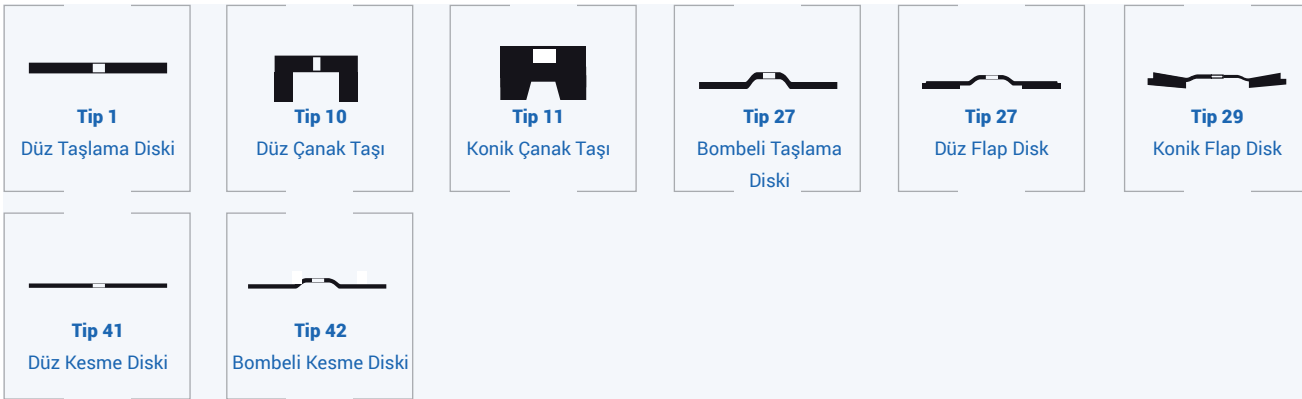 Tip 1
Düz Taşlama Diski
Tip 10
Düz Çanak Taşı
Tip 11
Konik Çanak Taşı
Tip 27
Bombeli Taşlama
Diski
Tip 27
Düz Flap Disk
Tip 29
Konik Flap Disk
Tip 41
Düz Kesme Diski
Tip 42
Bombeli Kesme Diski